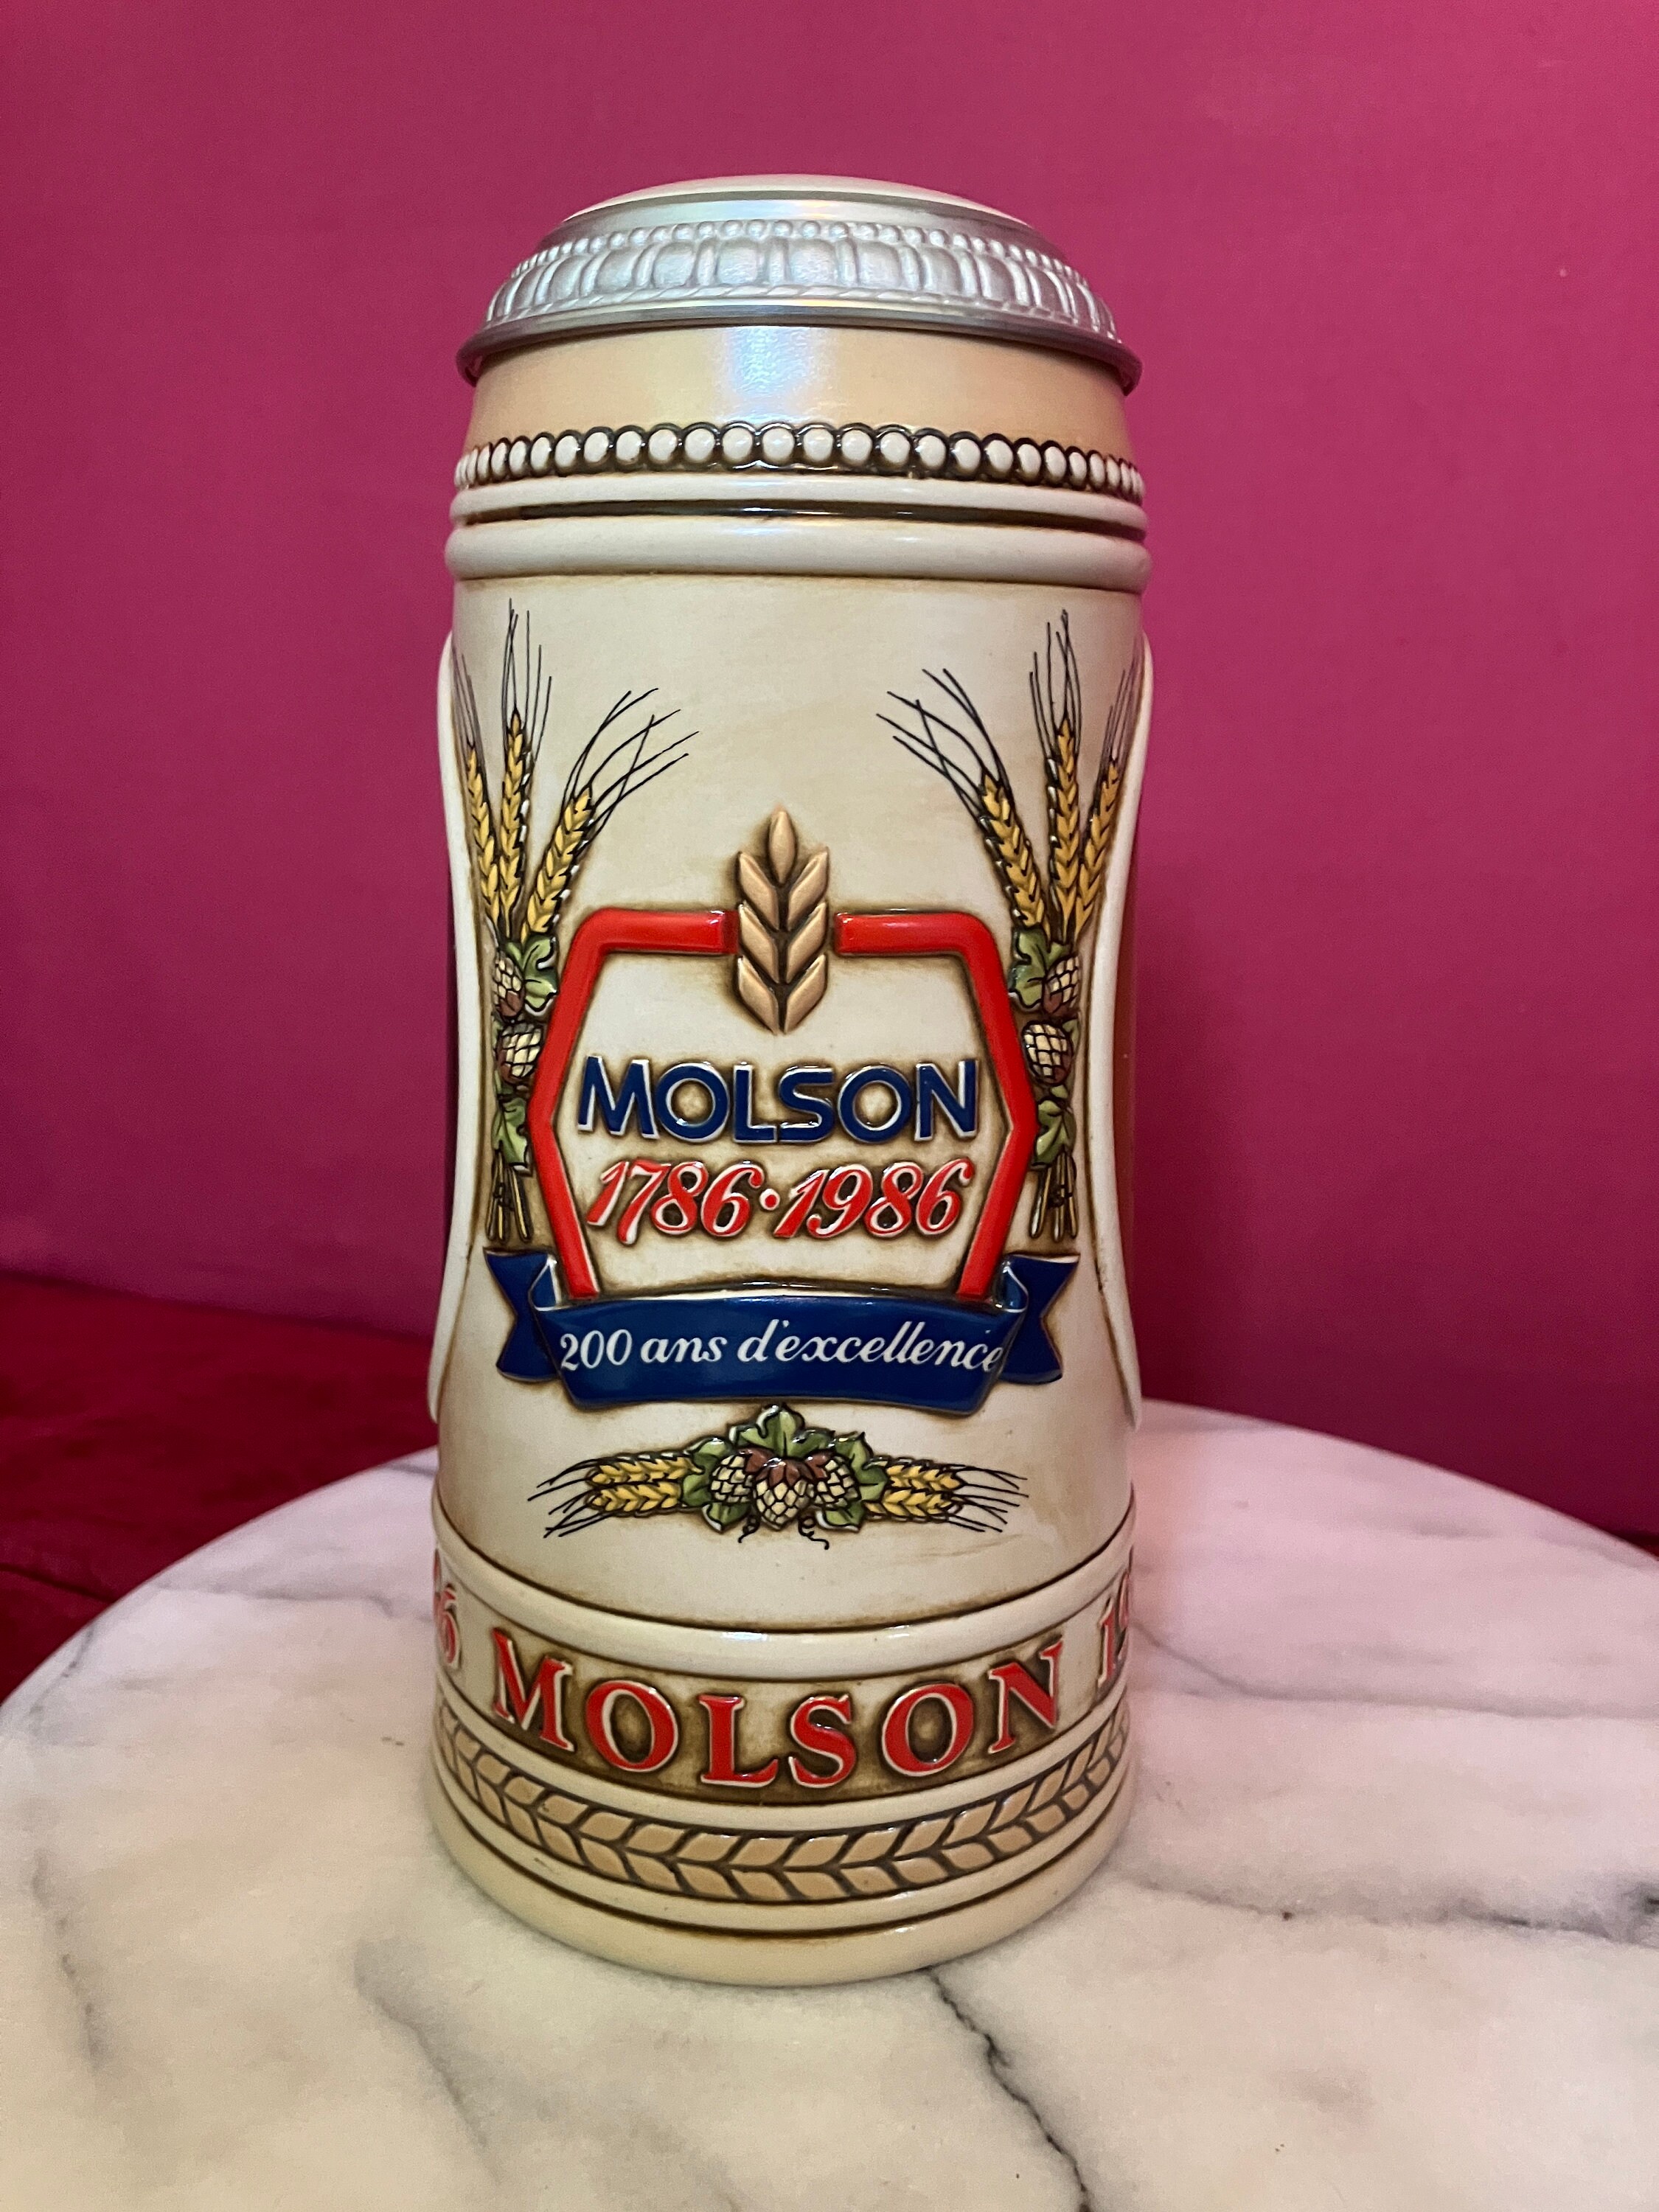 MOLSON
1786·1986
200 ans d'excellence
MOLSON